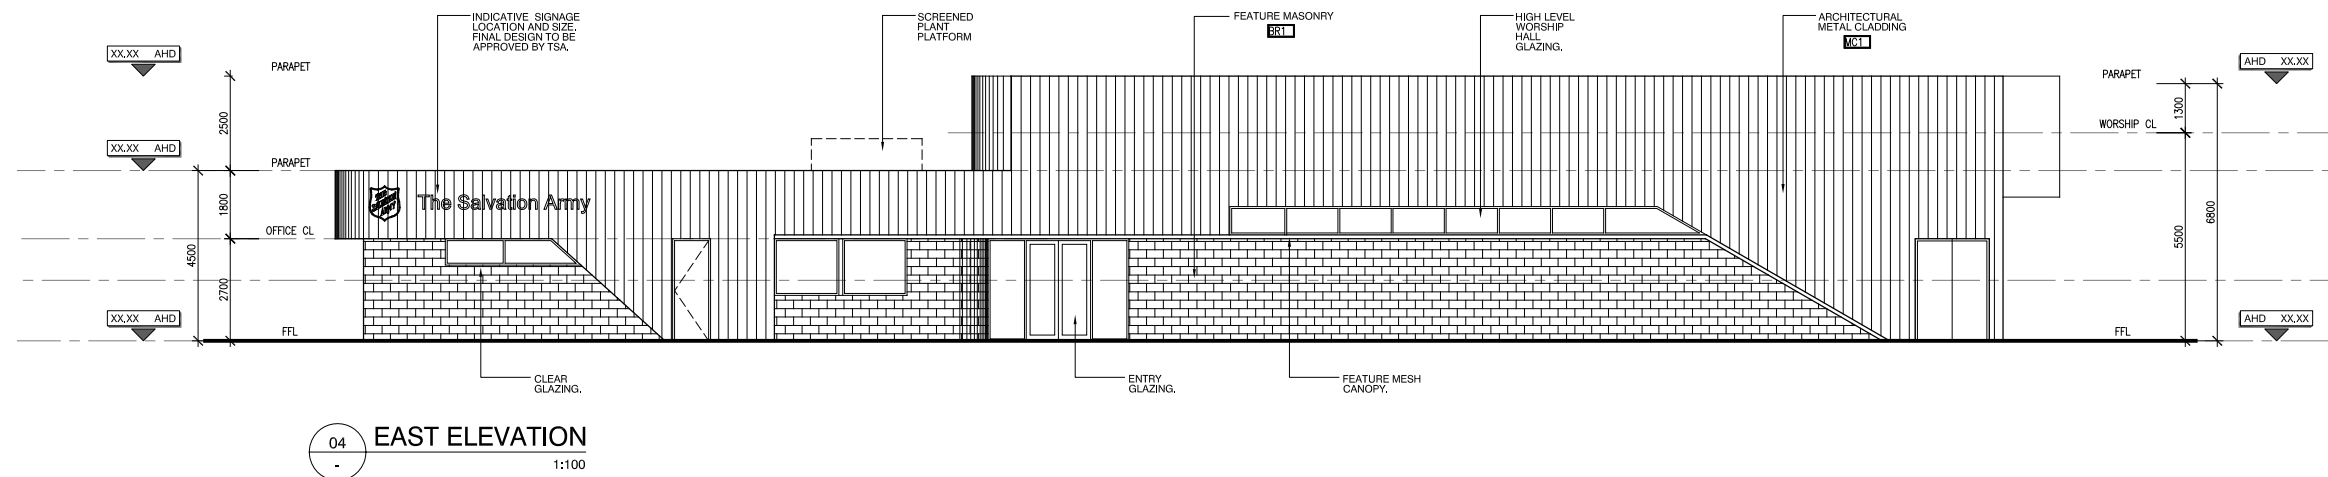 INDICATIVE SIGNAGE
LOCATION AND SIZE.
FINAL DESIGN TO BE
APPROVED BY TSA.
SCREENED
PLANT
PLATFORM
FEATURE MASONRY
BR1
HIGH LEVEL
WORSHIP
HALL
GLAZING.
ARCHITECTURAL
METAL CLADDING
MC1
XX.XX AHD
PARAPET
2500
XX.XX AHD
PARAPET
1800
OFFICE CL
4500
2700
XX.XX AHD
FFL
THE
SALVATION
ARMY
The Salvation Army
AHD XX.XX
PARAPET
1300
WORSHIP CL
6800
5500
AHD XX.XX
FFL
CLEAR
GLAZING.
ENTRY
GLAZING.
FEATURE MESH
CANOPY.
04
-
EAST ELEVATION
1:100